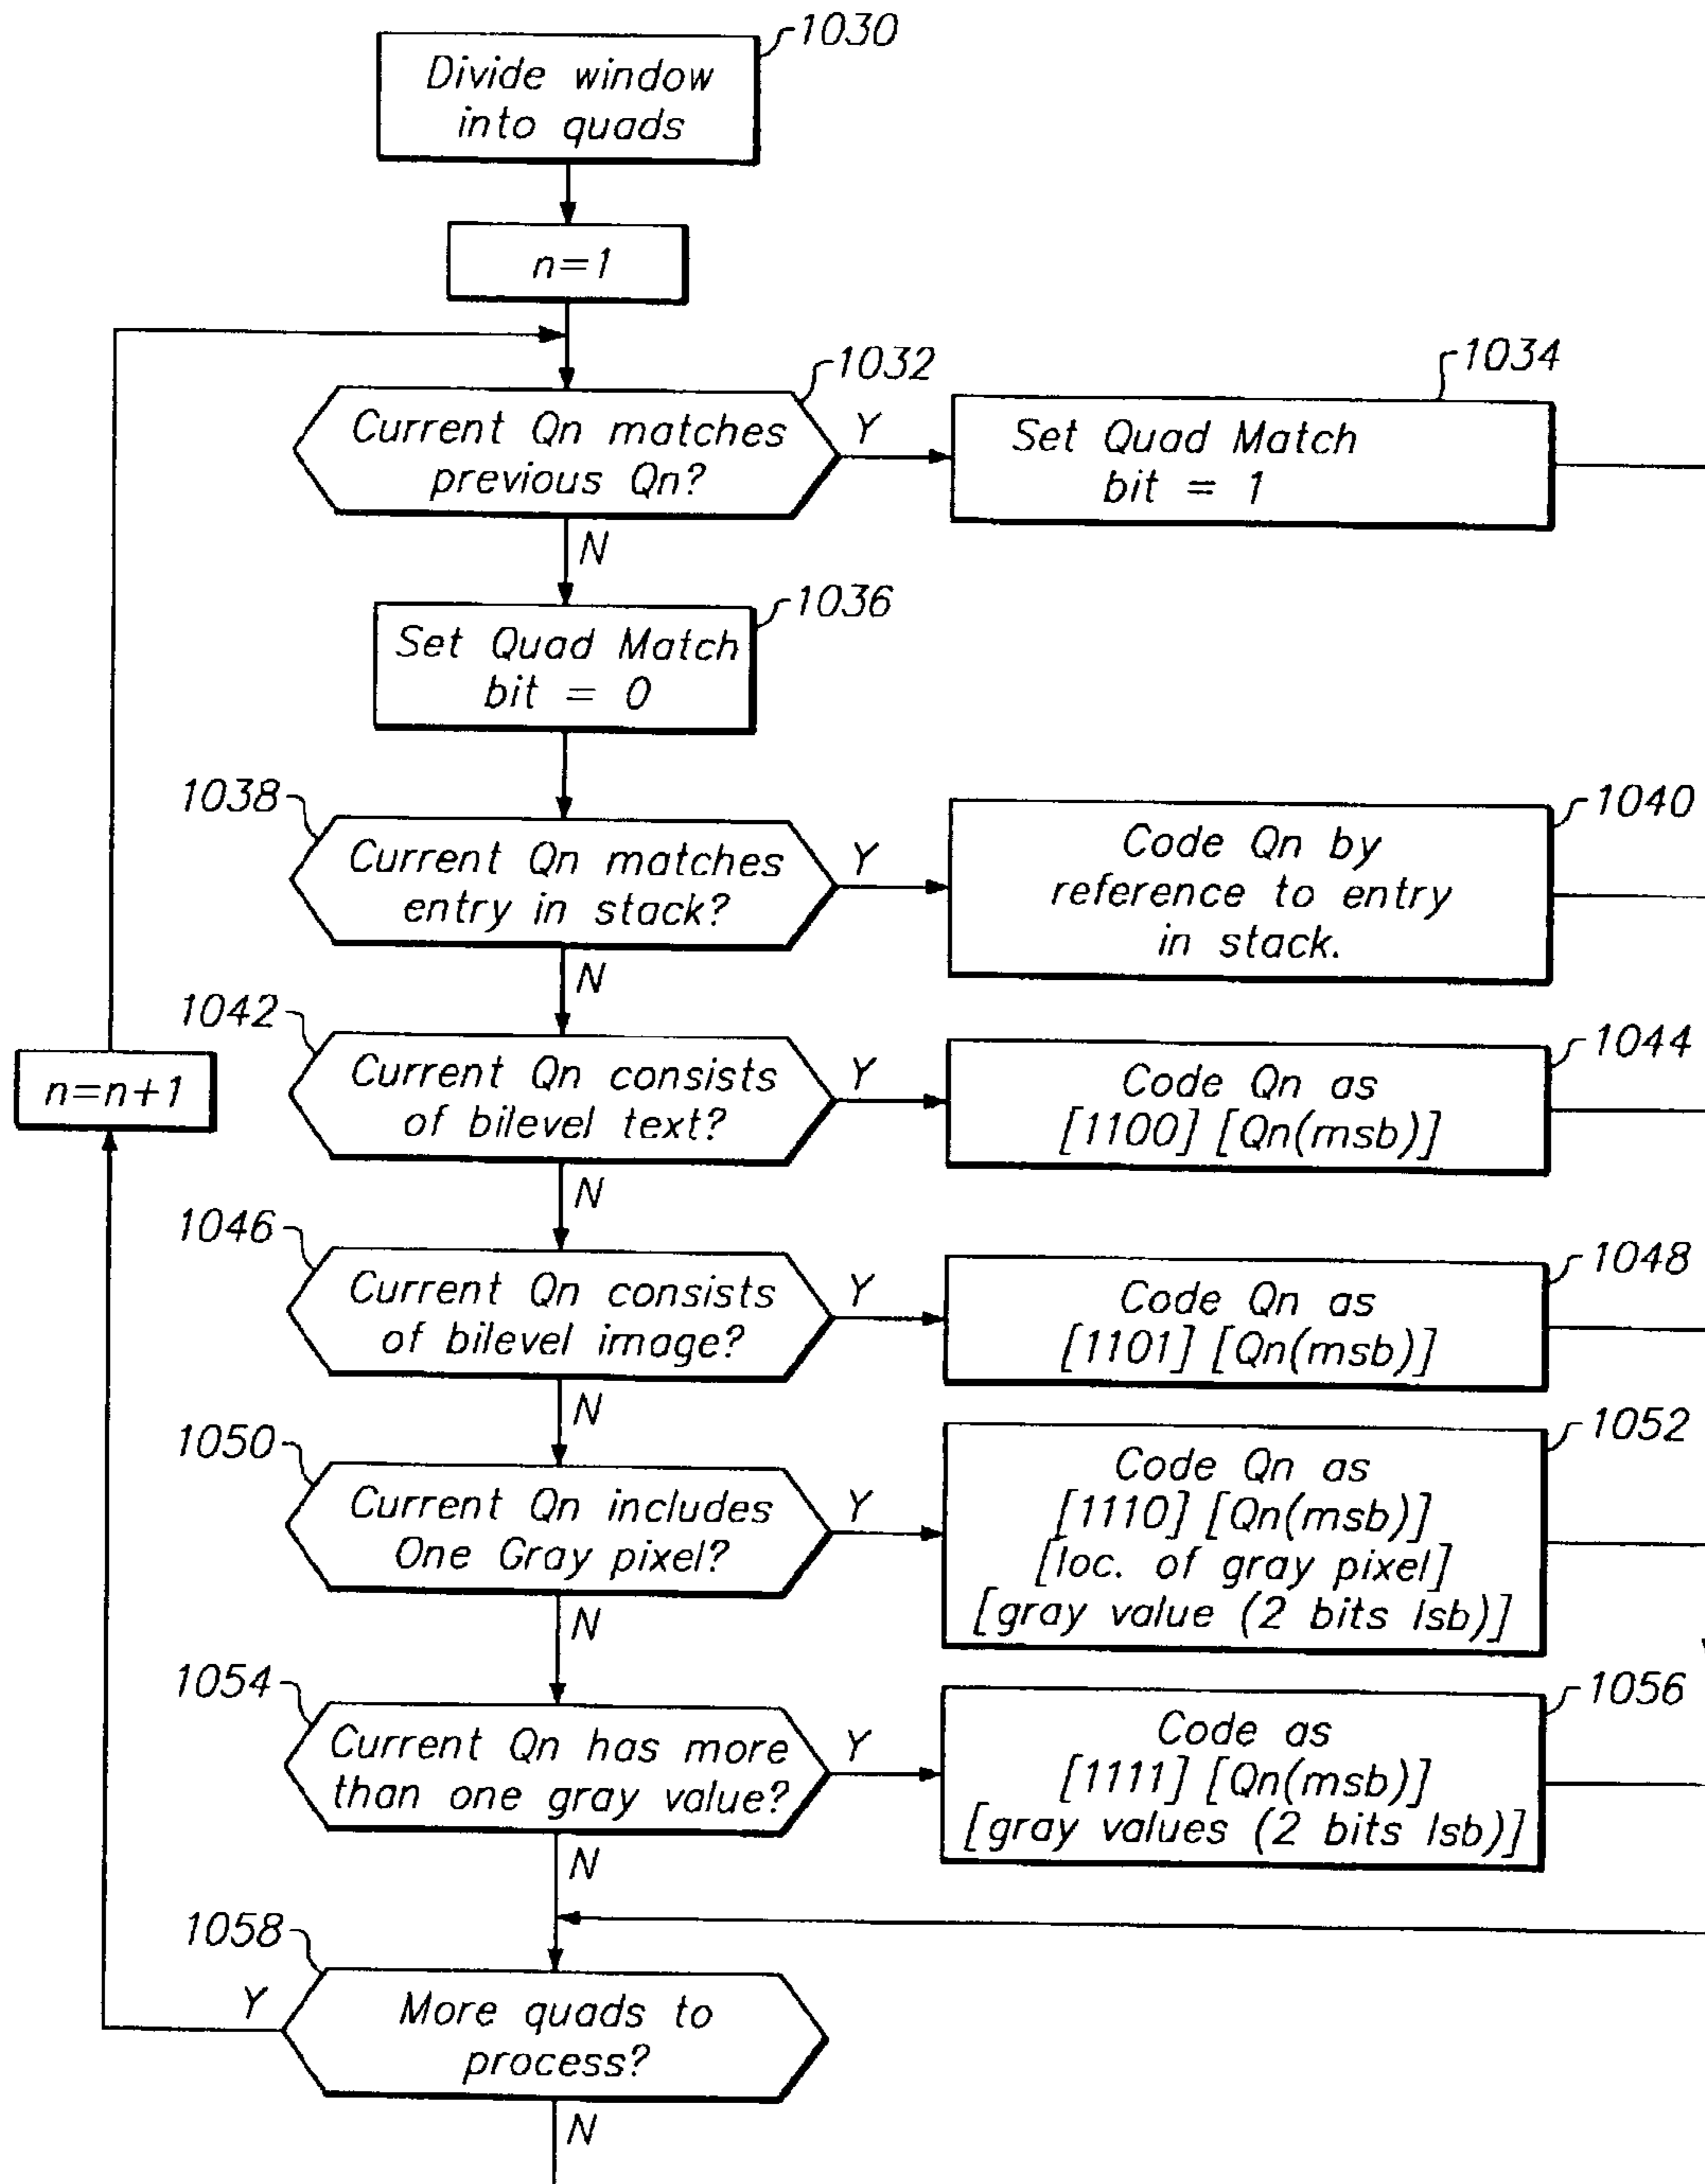 1030
Divide window
into quads
n=1
1032
Current Qn matches
previous Qn?
Y
1034
Set Quad Match
bit = 1
N
1036
Set Quad Match
bit = 0
1038
Current Qn matches
entry in stack?
Y
1040
Code Qn by
reference to entry
in stack.
N
n=n+1
1042
Current Qn consists
of bilevel text?
Y
1044
Code Qn as
[1100] [Qn(msb)]
N
1046
Current Qn consists
of bilevel image?
Y
1048
Code Qn as
[1101] [Qn(msb)]
N
1050
Current Qn includes
One Gray pixel?
Y
1052
Code Qn as
[1110] [Qn(msb)]
[loc. of gray pixel]
[gray value (2 bits lsb)]
N
1054
Current Qn has more
than one gray value?
Y
1056
Code as
[1111] [Qn(msb)]
[gray values (2 bits lsb)]
N
1058
Y
More quads to
process?
N